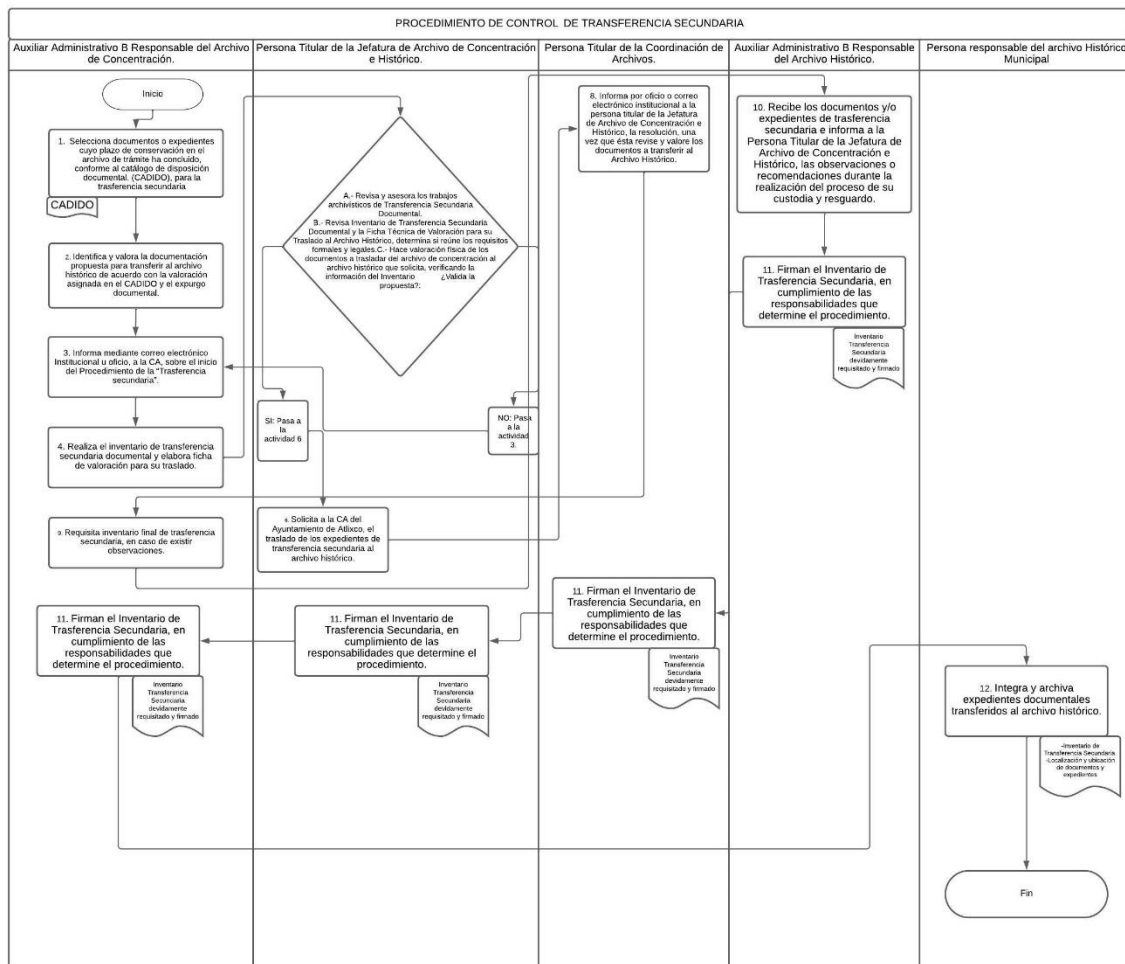 PROCEDIMIENTO DE CONTROL DE TRANSFERENCIA SECUNDARIA
Auxiliar Administrativo B Responsable del Archivo
de Concentración.
Persona Titular de la Jefatura de Archivo de Concentración
e Histórico.
Persona Titular de la Coordinación de
Archivos.
Auxiliar Administrativo B Responsable
del Archivo Histórico.
Persona responsable del archivo Histórico
Municipal
Inicio
1. Selecciona documentos o expedientes
cuyo plazo de conservación en el
archivo de trámite ha concluido,
conforme al catálogo de disposición
documental. (CADIDO), para la
trasferencia secundaria
CADIDO
2. Identifica y valora la documentación
propuesta para transferir al archivo
histórico de acuerdo con la valoración
asignada en el CADIDO y el expurgo
documental.
3. Informa mediante correo electrónico
Institucional u oficio, a la CA, sobre el inicio
del Procedimiento de la “Trasferencia
secundaria”.
4. Realiza el inventario de transferencia
secundaria documental y elabora ficha
de valoración para su traslado.
A.- Revisa y asesora los trabajos
archivísticos de Transferencia Secundaria
Documental.
B.- Revisa Inventario de Transferencia Secundaria
Documental y la Ficha Técnica de Valoración para su
Traslado al Archivo Histórico, determina si reúne los requisitos
formales y legales.C.- Hace valoración física de los
documentos a trasladar del archivo de concentración al
archivo histórico que solicita, verificando la
información del Inventario ¿Valida la
propuesta?:
SI: Pasa a
la
actividad 6
NO: Pasa
a la
actividad
3.
6. Solicita a la CA del
Ayuntamiento de Atlixco, el
traslado de los expedientes de
transferencia secundaria al
archivo histórico.
8. Informa por oficio o correo
electrónico institucional a la
persona titular de la Jefatura
de Archivo de Concentración e
Histórico, la resolución, una
vez que ésta revise y valore los
documentos a transferir al
Archivo Histórico.
9. Requisita inventario final de trasferencia
secundaria, en caso de existir
observaciones.
10. Recibe los documentos y/o
expedientes de trasferencia
secundaria e informa a la
Persona Titular de la Jefatura de
Archivo de Concentración e
Histórico, las observaciones o
recomendaciones durante la
realización del proceso de su
custodia y resguardo.
11. Firman el Inventario de
Trasferencia Secundaria, en
cumplimiento de las
responsabilidades que
determine el procedimiento.
Inventario
Transferencia
Secundaria
devidamente
requisitado y firmado
11. Firman el Inventario de
Trasferencia Secundaria, en
cumplimiento de las
responsabilidades que
determine el procedimiento.
Inventario
Transferencia
Secundaria
devidamente
requisitado y firmado
11. Firman el Inventario de
Trasferencia Secundaria, en
cumplimiento de las
responsabilidades que determine el
procedimiento.
Inventario
Transferencia
Secundaria
devidamente
requisitado y firmado
11. Firman el Inventario de
Trasferencia Secundaria, en
cumplimiento de las
responsabilidades que
determine el procedimiento.
Inventario
Transferencia
Secundaria
devidamente
requisitado y firmado
12. Integra y archiva
expedientes documentales
transferidos al archivo histórico.
-Inventario de
Transferencia Secundaria.
-Localización y ubicación
de documentos y
expedientes
Fin